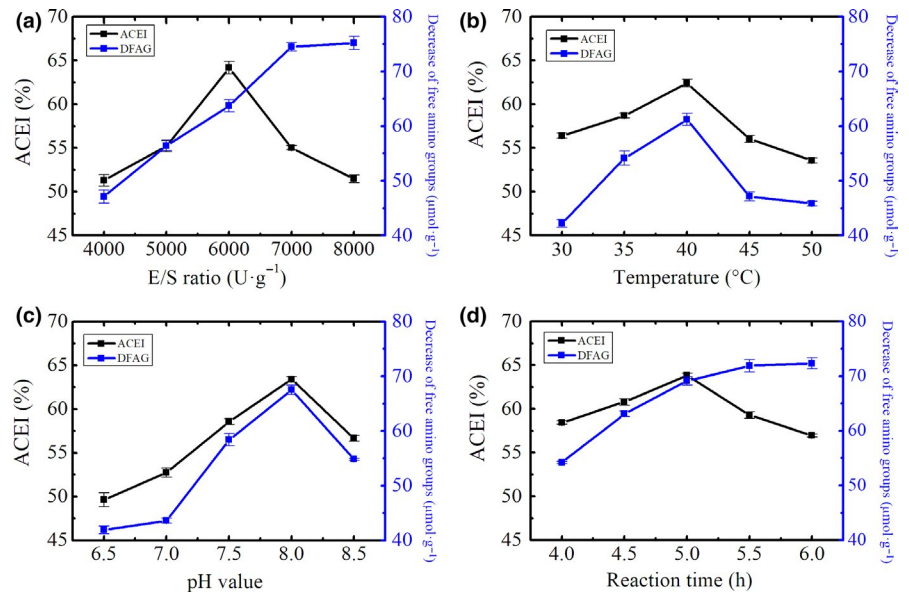 (a)
ACEI
DFAG
70
65
60
55
50
45
ACEI (%)
80
70
60
50
40
Decrease of free amino groups (μmol·g⁻¹)
4000 5000 6000 7000 8000
E/S ratio (U·g⁻¹)
(b)
ACEI
DFAG
70
65
60
55
50
45
ACEI (%)
80
70
60
50
40
Decrease of free amino groups (μmol·g⁻¹)
30 35 40 45 50
Temperature (°C)
(c)
ACEI
DFAG
70
65
60
55
50
45
ACEI (%)
80
70
60
50
40
Decrease of free amino groups (μmol·g⁻¹)
6.5 7.0 7.5 8.0 8.5
pH value
(d)
ACEI
DFAG
70
65
60
55
50
45
ACEI (%)
80
70
60
50
40
Decrease of free amino groups (μmol·g⁻¹)
4.0 4.5 5.0 5.5 6.0
Reaction time (h)